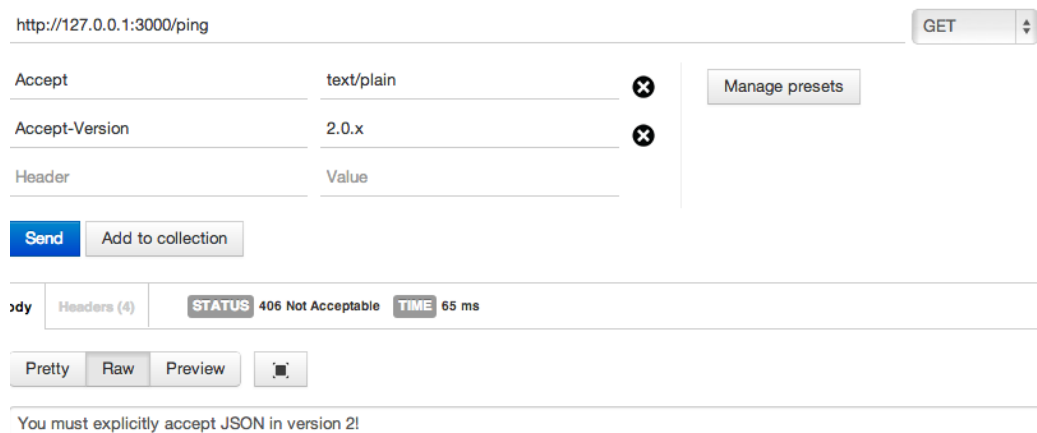 http://127.0.0.1:3000/ping GET
Accept text/plain Manage presets
Accept-Version 2.0.x
Header Value
Send Add to collection
ody Headers (4) STATUS 406 Not Acceptable TIME 65 ms
Pretty Raw Preview
You must explicitly accept JSON in version 2!